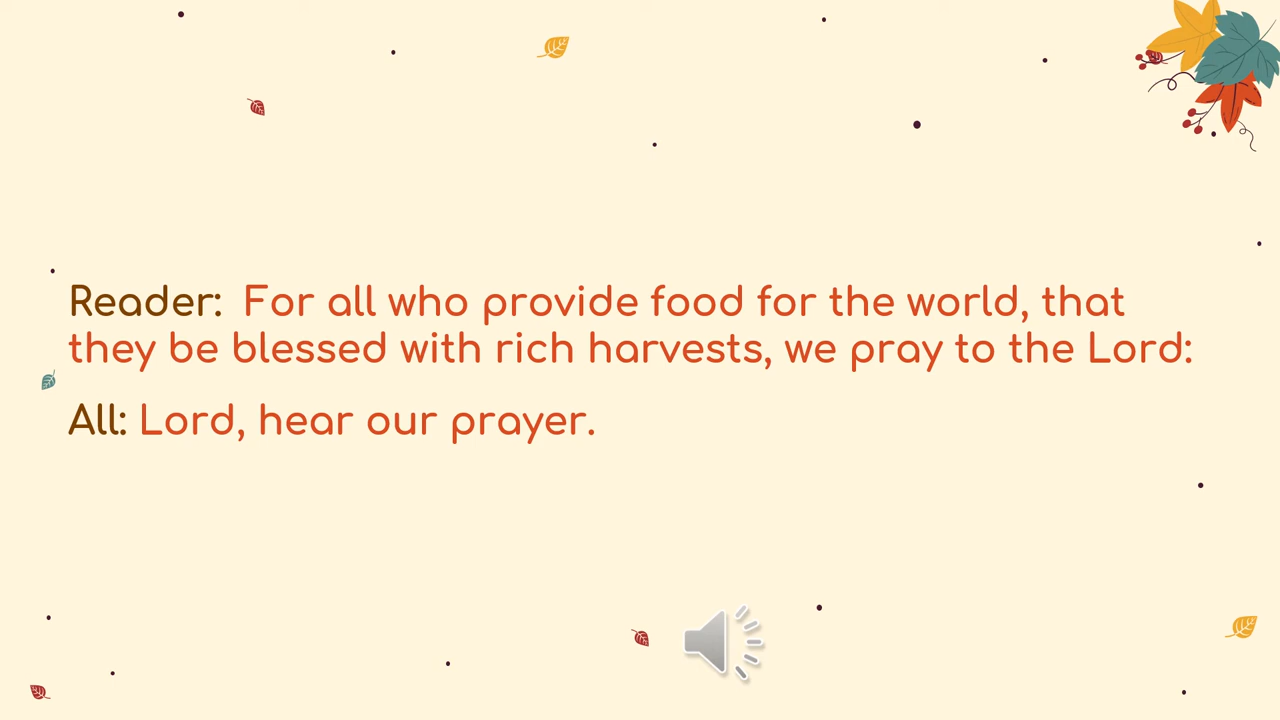 Reader:  For all who provide food for the world, that
they be blessed with rich harvests, we pray to the Lord:
All: Lord, hear our prayer.